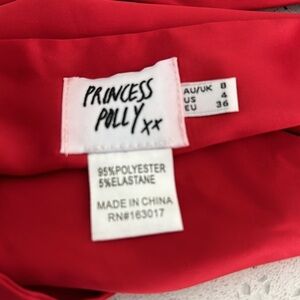 PRINCESS
POLLY xx
AU/UK 8
US 4
EU 36
95%POLYESTER
5%ELASTANE
MADE IN CHINA
RN#163017